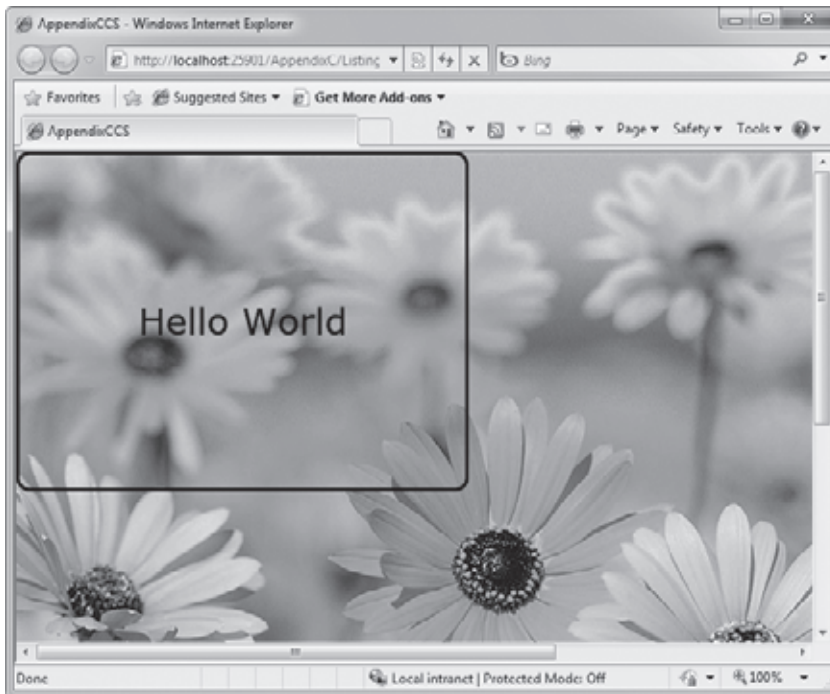 AppendixCCS - Windows Internet Explorer
http://localhost:25901/AppendixC/Listing
Bing
Favorites
Suggested Sites
Get More Add-ons
AppendixCCS
Page
Safety
Tools
Hello World
Done
Local intranet | Protected Mode: Off
100%